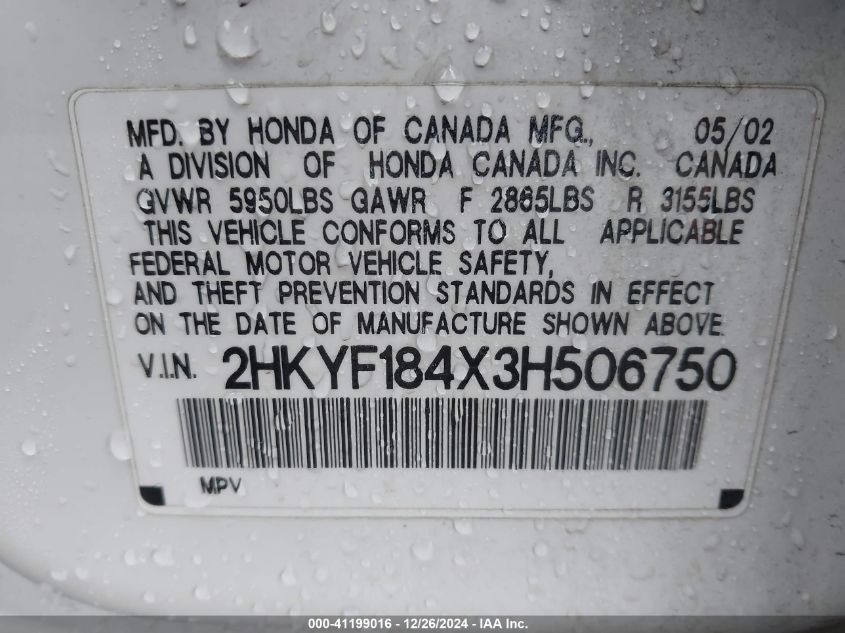 MFD. BY HONDA OF CANADA MFG., 05/02
A DIVISION OF HONDA CANADA INC. CANADA
GVWR 5950LBS GAWR F 2865LBS R 3155LBS
THIS VEHICLE CONFORMS TO ALL APPLICABLE
FEDERAL MOTOR VEHICLE SAFETY,
AND THEFT PREVENTION STANDARDS IN EFFECT
ON THE DATE OF MANUFACTURE SHOWN ABOVE.
V.I.N. 2HKYF184X3H506750
MPV
000-41199016 - 12/26/2024 - IAA Inc.